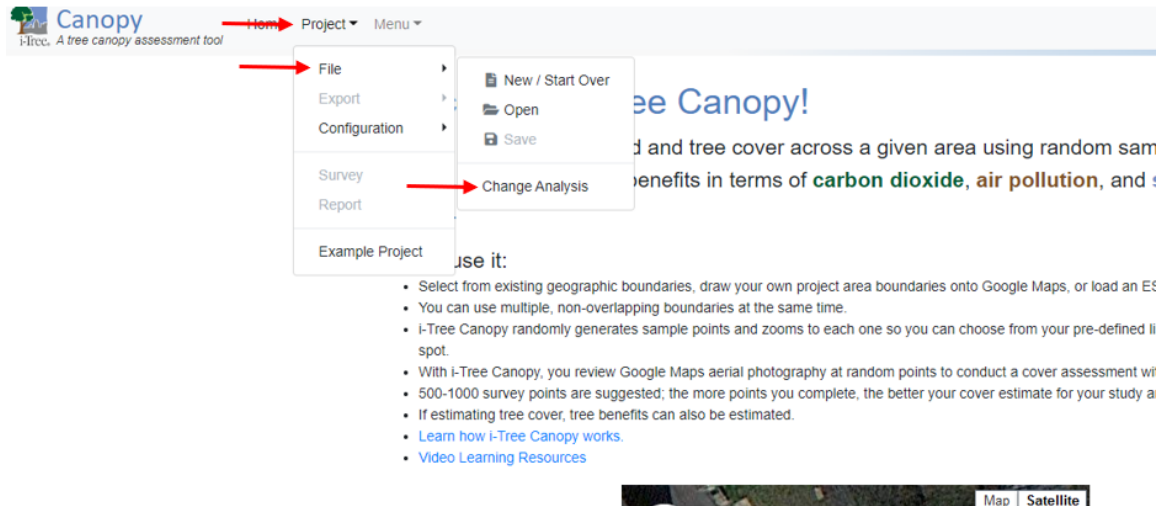 Canopy
i-Tree. A tree canopy assessment tool
Home Project Menu
File
Export
Configuration
Survey
Report
Example Project
New / Start Over
Open
Save
Change Analysis
ee Canopy!
d and tree cover across a given area using random sam
benefits in terms of carbon dioxide, air pollution, and s
use it:
Select from existing geographic boundaries, draw your own project area boundaries onto Google Maps, or load an ES
You can use multiple, non-overlapping boundaries at the same time.
i-Tree Canopy randomly generates sample points and zooms to each one so you can choose from your pre-defined li
spot.
With i-Tree Canopy, you review Google Maps aerial photography at random points to conduct a cover assessment wit
500-1000 survey points are suggested; the more points you complete, the better your cover estimate for your study a
If estimating tree cover, tree benefits can also be estimated.
Learn how i-Tree Canopy works.
Video Learning Resources
Map Satellite